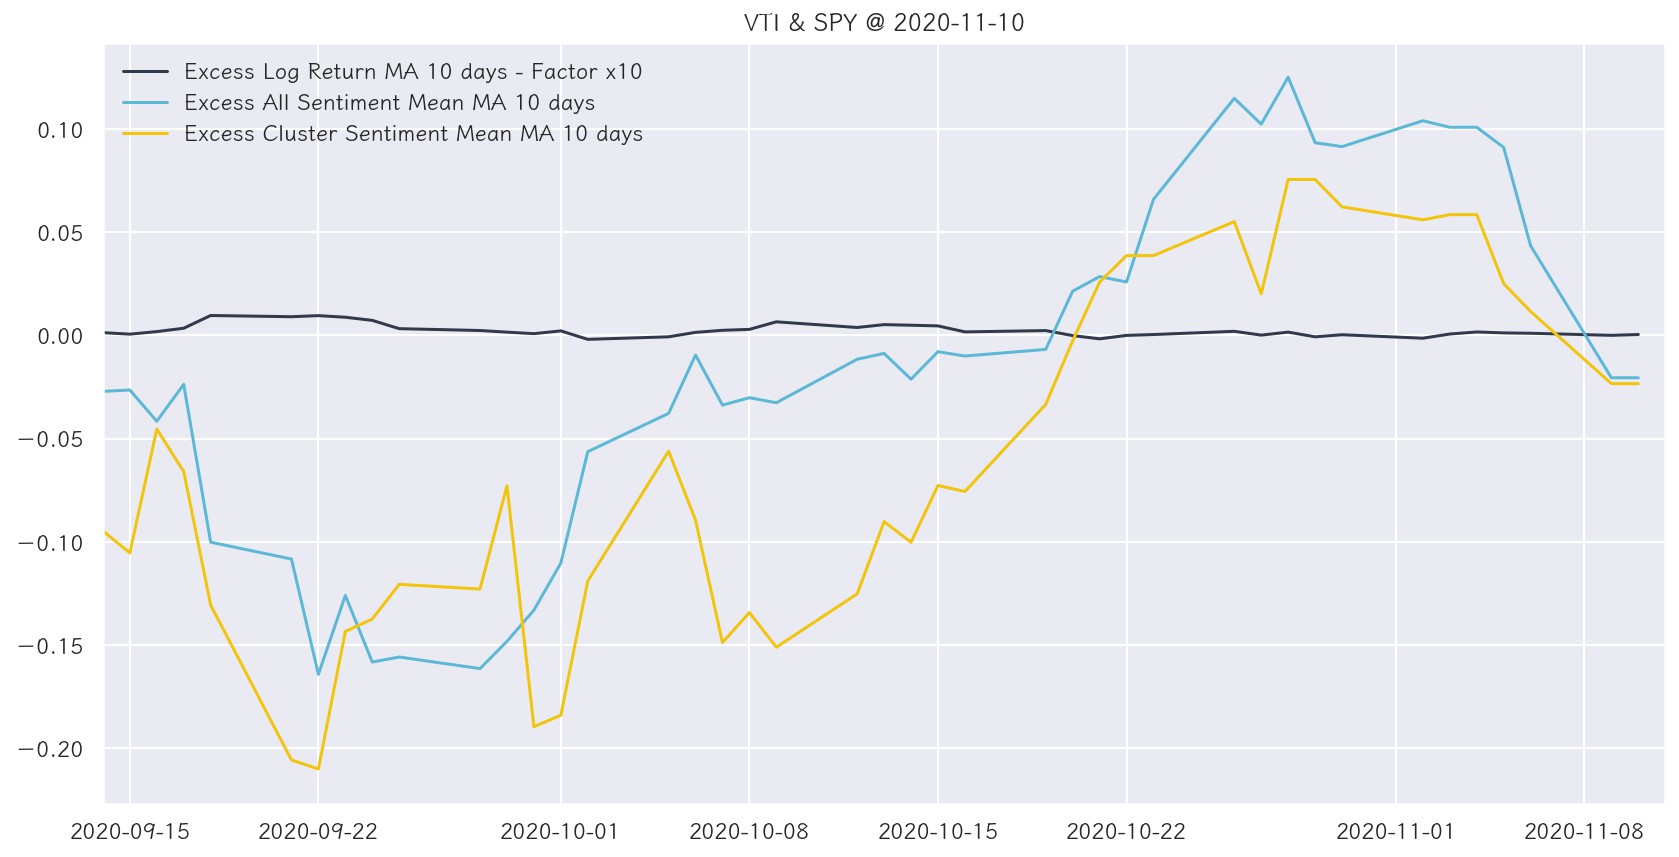 VTI & SPY @ 2020-11-10
Excess Log Return MA 10 days - Factor x10
Excess All Sentiment Mean MA 10 days
Excess Cluster Sentiment Mean MA 10 days
0.10
0.05
0.00
−0.05
−0.10
−0.15
−0.20
2020-09-15 2020-09-22 2020-10-01 2020-10-08 2020-10-15 2020-10-22 2020-11-01 2020-11-08